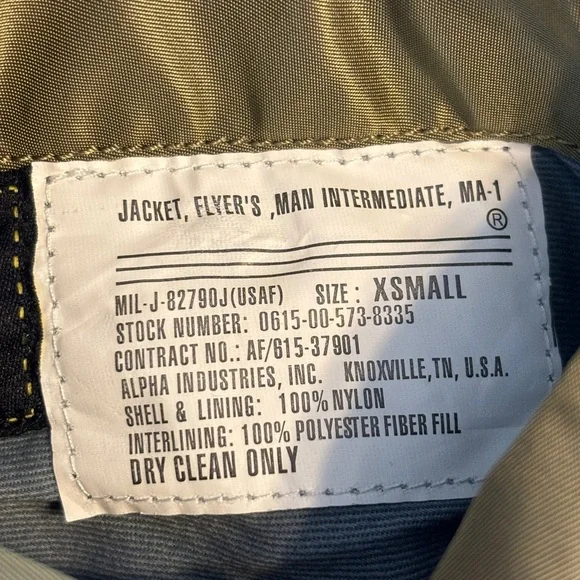 JACKET, FLYER'S ,MAN INTERMEDIATE, MA-1
®
MIL-J-82790J(USAF) SIZE : XSMALL
STOCK NUMBER: 0615-00-573-8335
CONTRACT NO.: AF/615-37901
ALPHA INDUSTRIES, INC. KNOXVILLE,TN, U.S.A.
SHELL & LINING: 100% NYLON
INTERLINING: 100% POLYESTER FIBER FILL
DRY CLEAN ONLY